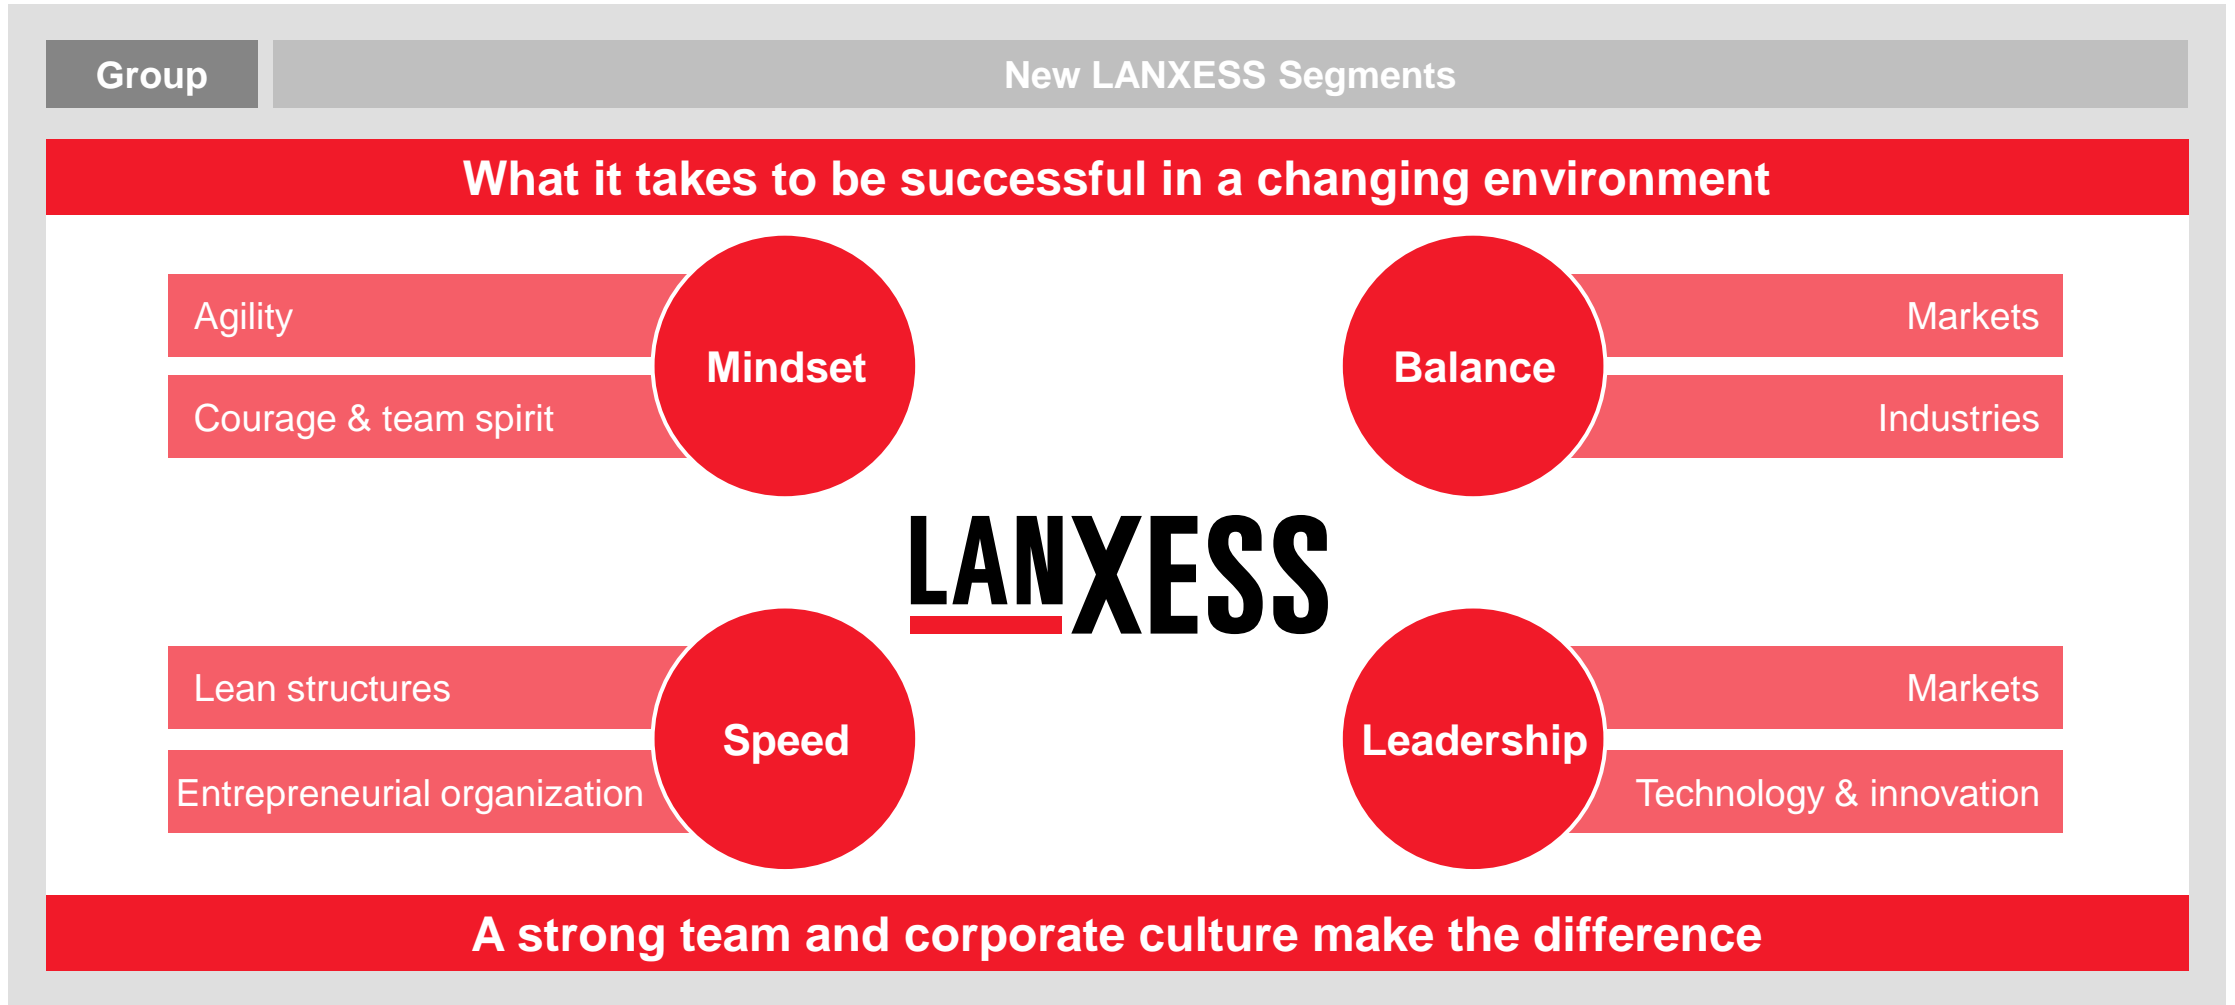 Group
New LANXESS Segments
What it takes to be successful in a changing environment
Agility
Courage & team spirit
Mindset
Balance
Markets
Industries
LANXESS
Lean structures
Entrepreneurial organization
Speed
Leadership
Markets
Technology & innovation
A strong team and corporate culture make the difference